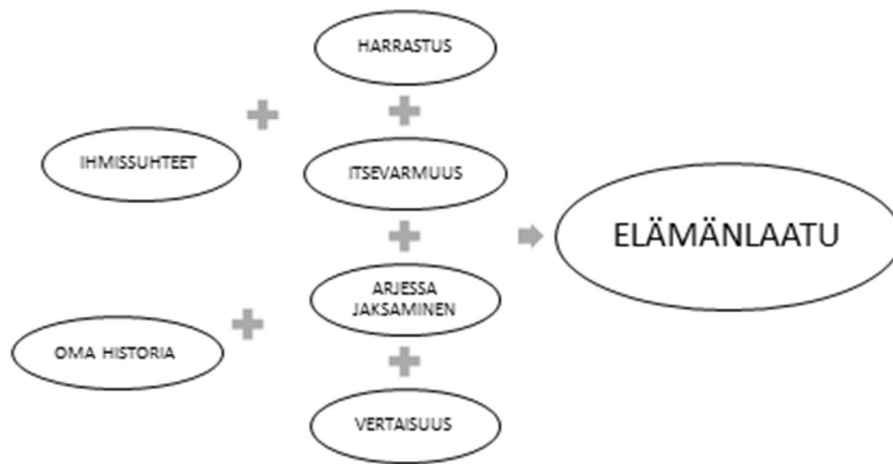 HARRASTUS
IHMISSUHTEET
ITSEVARMUUS
ELÄMÄNLAATU
ARJESSA
JAKSAMINEN
OMA HISTORIA
VERTAISUUS